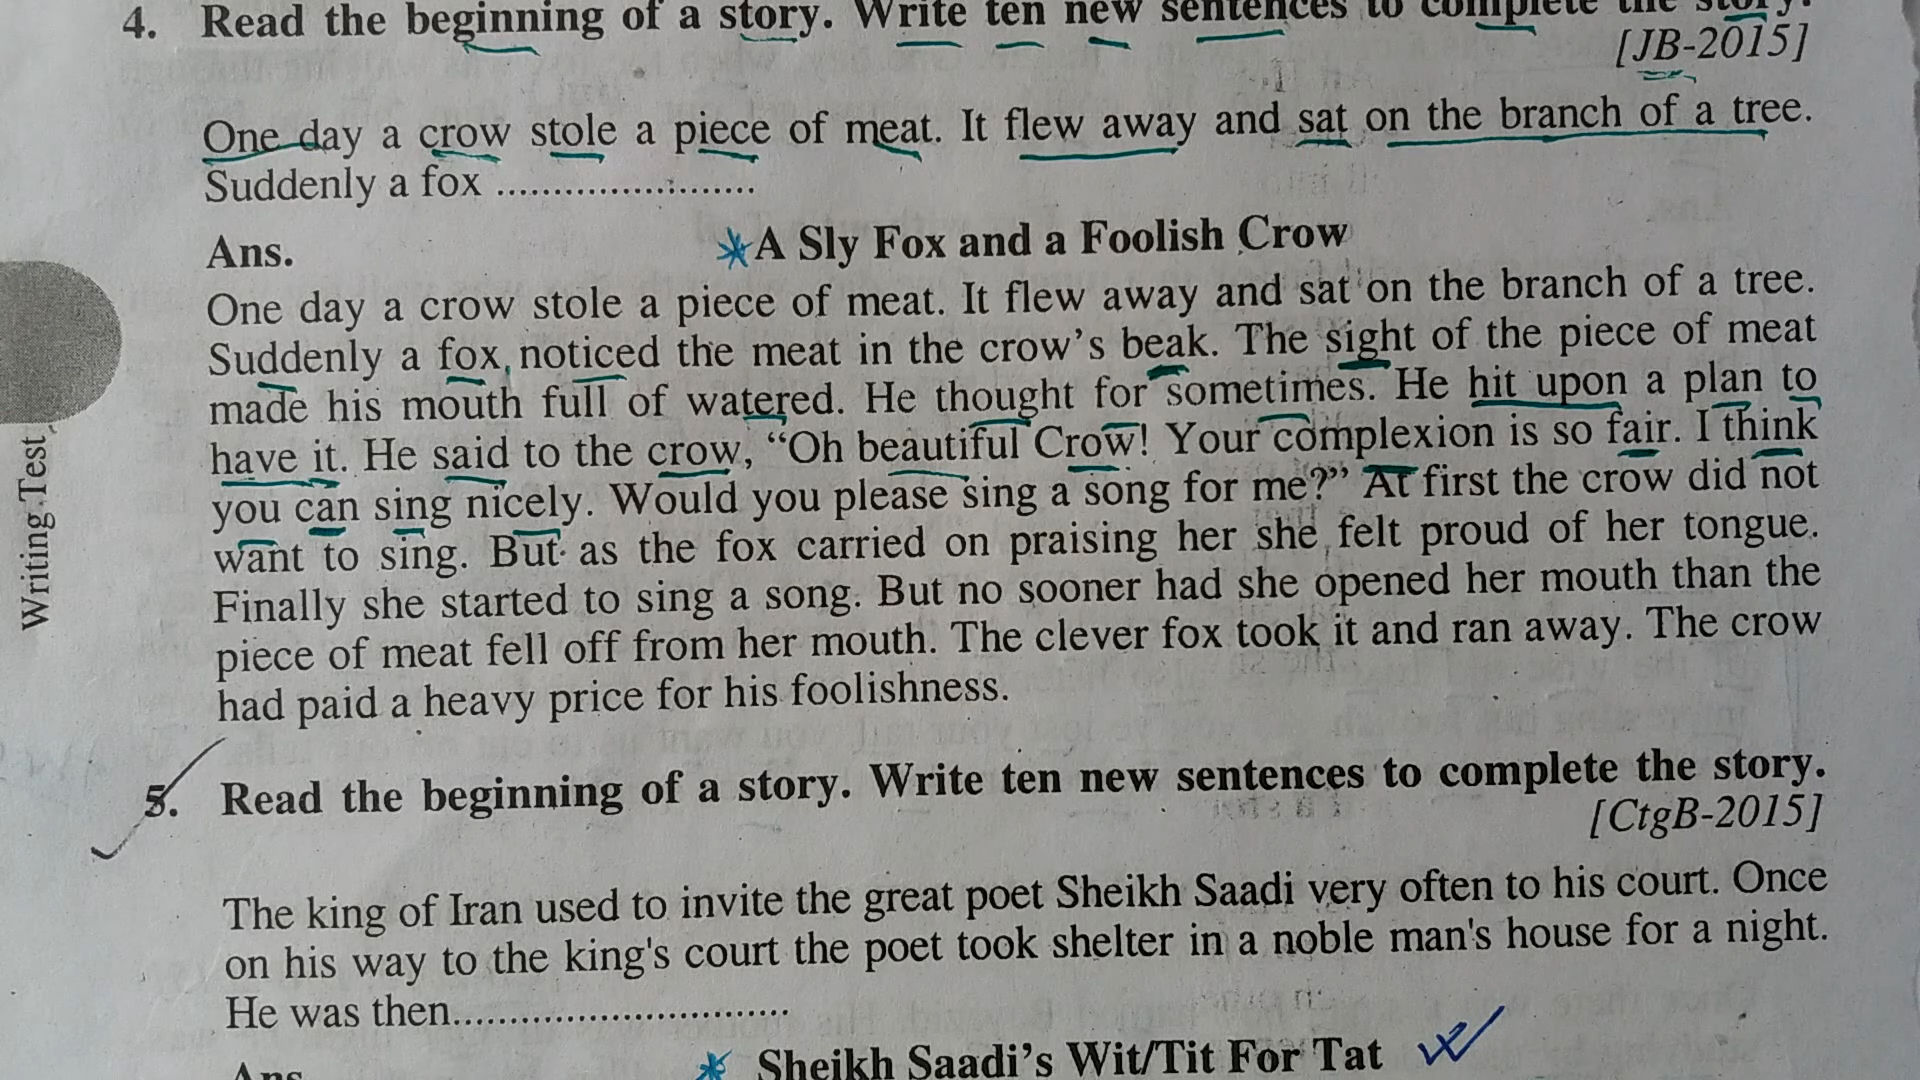 4. Read the beginning of a story. Write ten new sentences to complete the story.
[JB-2015]
One day a crow stole a piece of meat. It flew away and sat on the branch of a tree.
Suddenly a fox ........................
Ans. A Sly Fox and a Foolish Crow
One day a crow stole a piece of meat. It flew away and sat on the branch of a tree.
Suddenly a fox noticed the meat in the crow’s beak. The sight of the piece of meat
made his mouth full of watered. He thought for sometimes. He hit upon a plan to
have it. He said to the crow, “Oh beautiful Crow! Your complexion is so fair. I think
you can sing nicely. Would you please sing a song for me?” At first the crow did not
want to sing. But as the fox carried on praising her she felt proud of her tongue.
Finally she started to sing a song. But no sooner had she opened her mouth than the
piece of meat fell off from her mouth. The clever fox took it and ran away. The crow
had paid a heavy price for his foolishness.
Writing Test
5. Read the beginning of a story. Write ten new sentences to complete the story.
[CtgB-2015]
The king of Iran used to invite the great poet Sheikh Saadi very often to his court. Once
on his way to the king's court the poet took shelter in a noble man's house for a night.
He was then..............................
Ans
Sheikh Saadi’s Wit/Tit For Tat